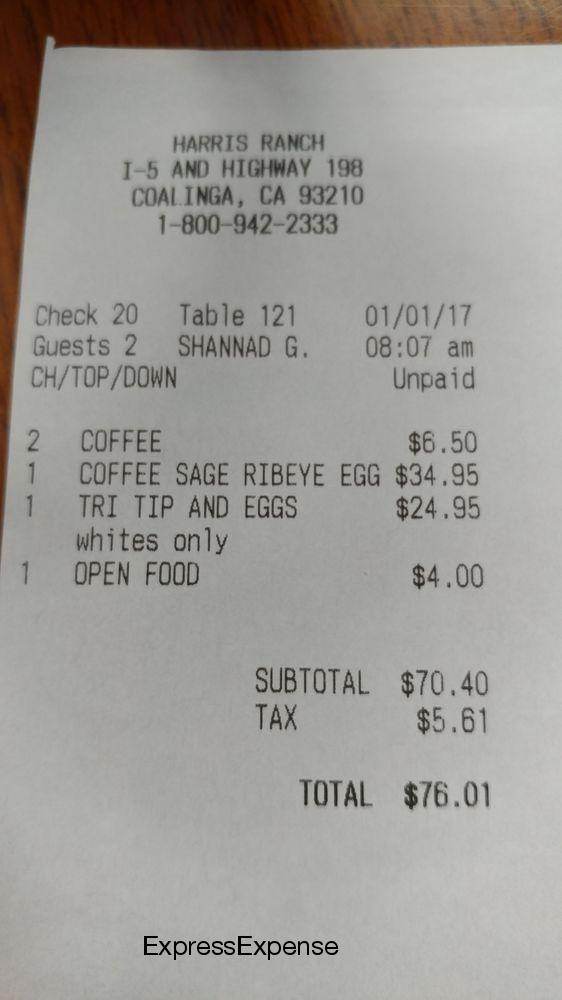 HARRIS RANCH
I-5 AND HIGHWAY 198
COALINGA, CA 93210
1-800-942-2333
Check 20 Table 121 01/01/17
Guests 2 SHANNAD G. 08:07 am
CH/TOP/DOWN Unpaid
2 COFFEE $6.50
1 COFFEE SAGE RIBEYE EGG $34.95
1 TRI TIP AND EGGS $24.95
whites only
1 OPEN FOOD $4.00
SUBTOTAL $70.40
TAX $5.61
TOTAL $76.01
ExpressExpense